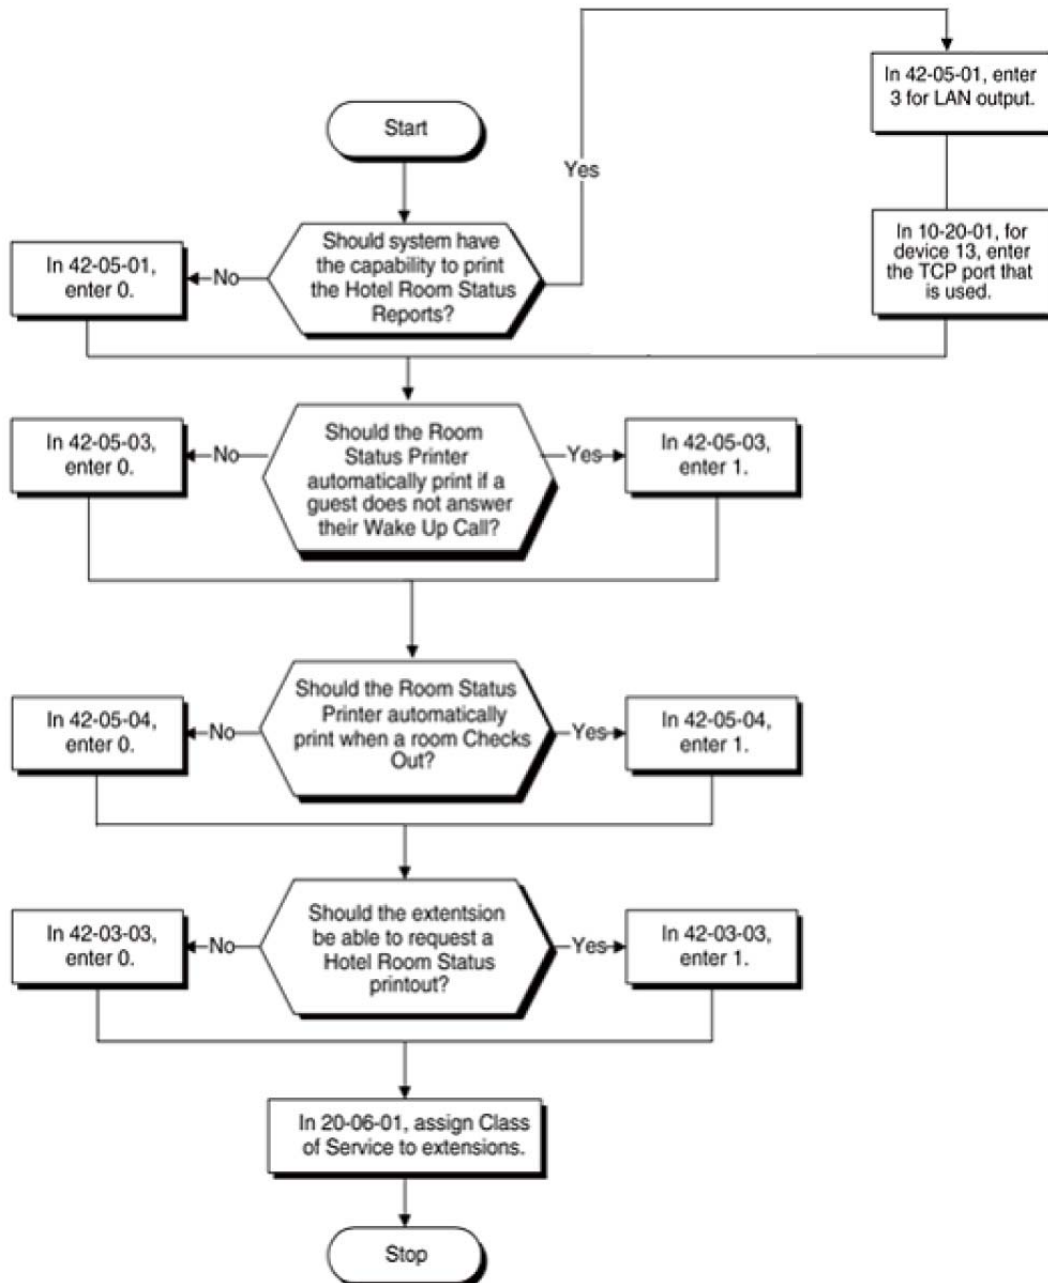 Start
Yes
In 42-05-01, enter
3 for LAN output.
In 10-20-01, for
device 13, enter
the TCP port that
is used.
Should system have
the capability to print
the Hotel Room Status
Reports?
No
In 42-05-01,
enter 0.
Should the Room
Status Printer
automatically print if a
guest does not answer
their Wake Up Call?
No
In 42-05-03,
enter 0.
Yes
In 42-05-03,
enter 1.
Should the Room Status
Printer automatically
print when a room Checks
Out?
No
In 42-05-04,
enter 0.
Yes
In 42-05-04,
enter 1.
Should the extentsion
be able to request a
Hotel Room Status
printout?
No
In 42-03-03,
enter 0.
Yes
In 42-03-03,
enter 1.
In 20-06-01, assign Class
of Service to extensions.
Stop